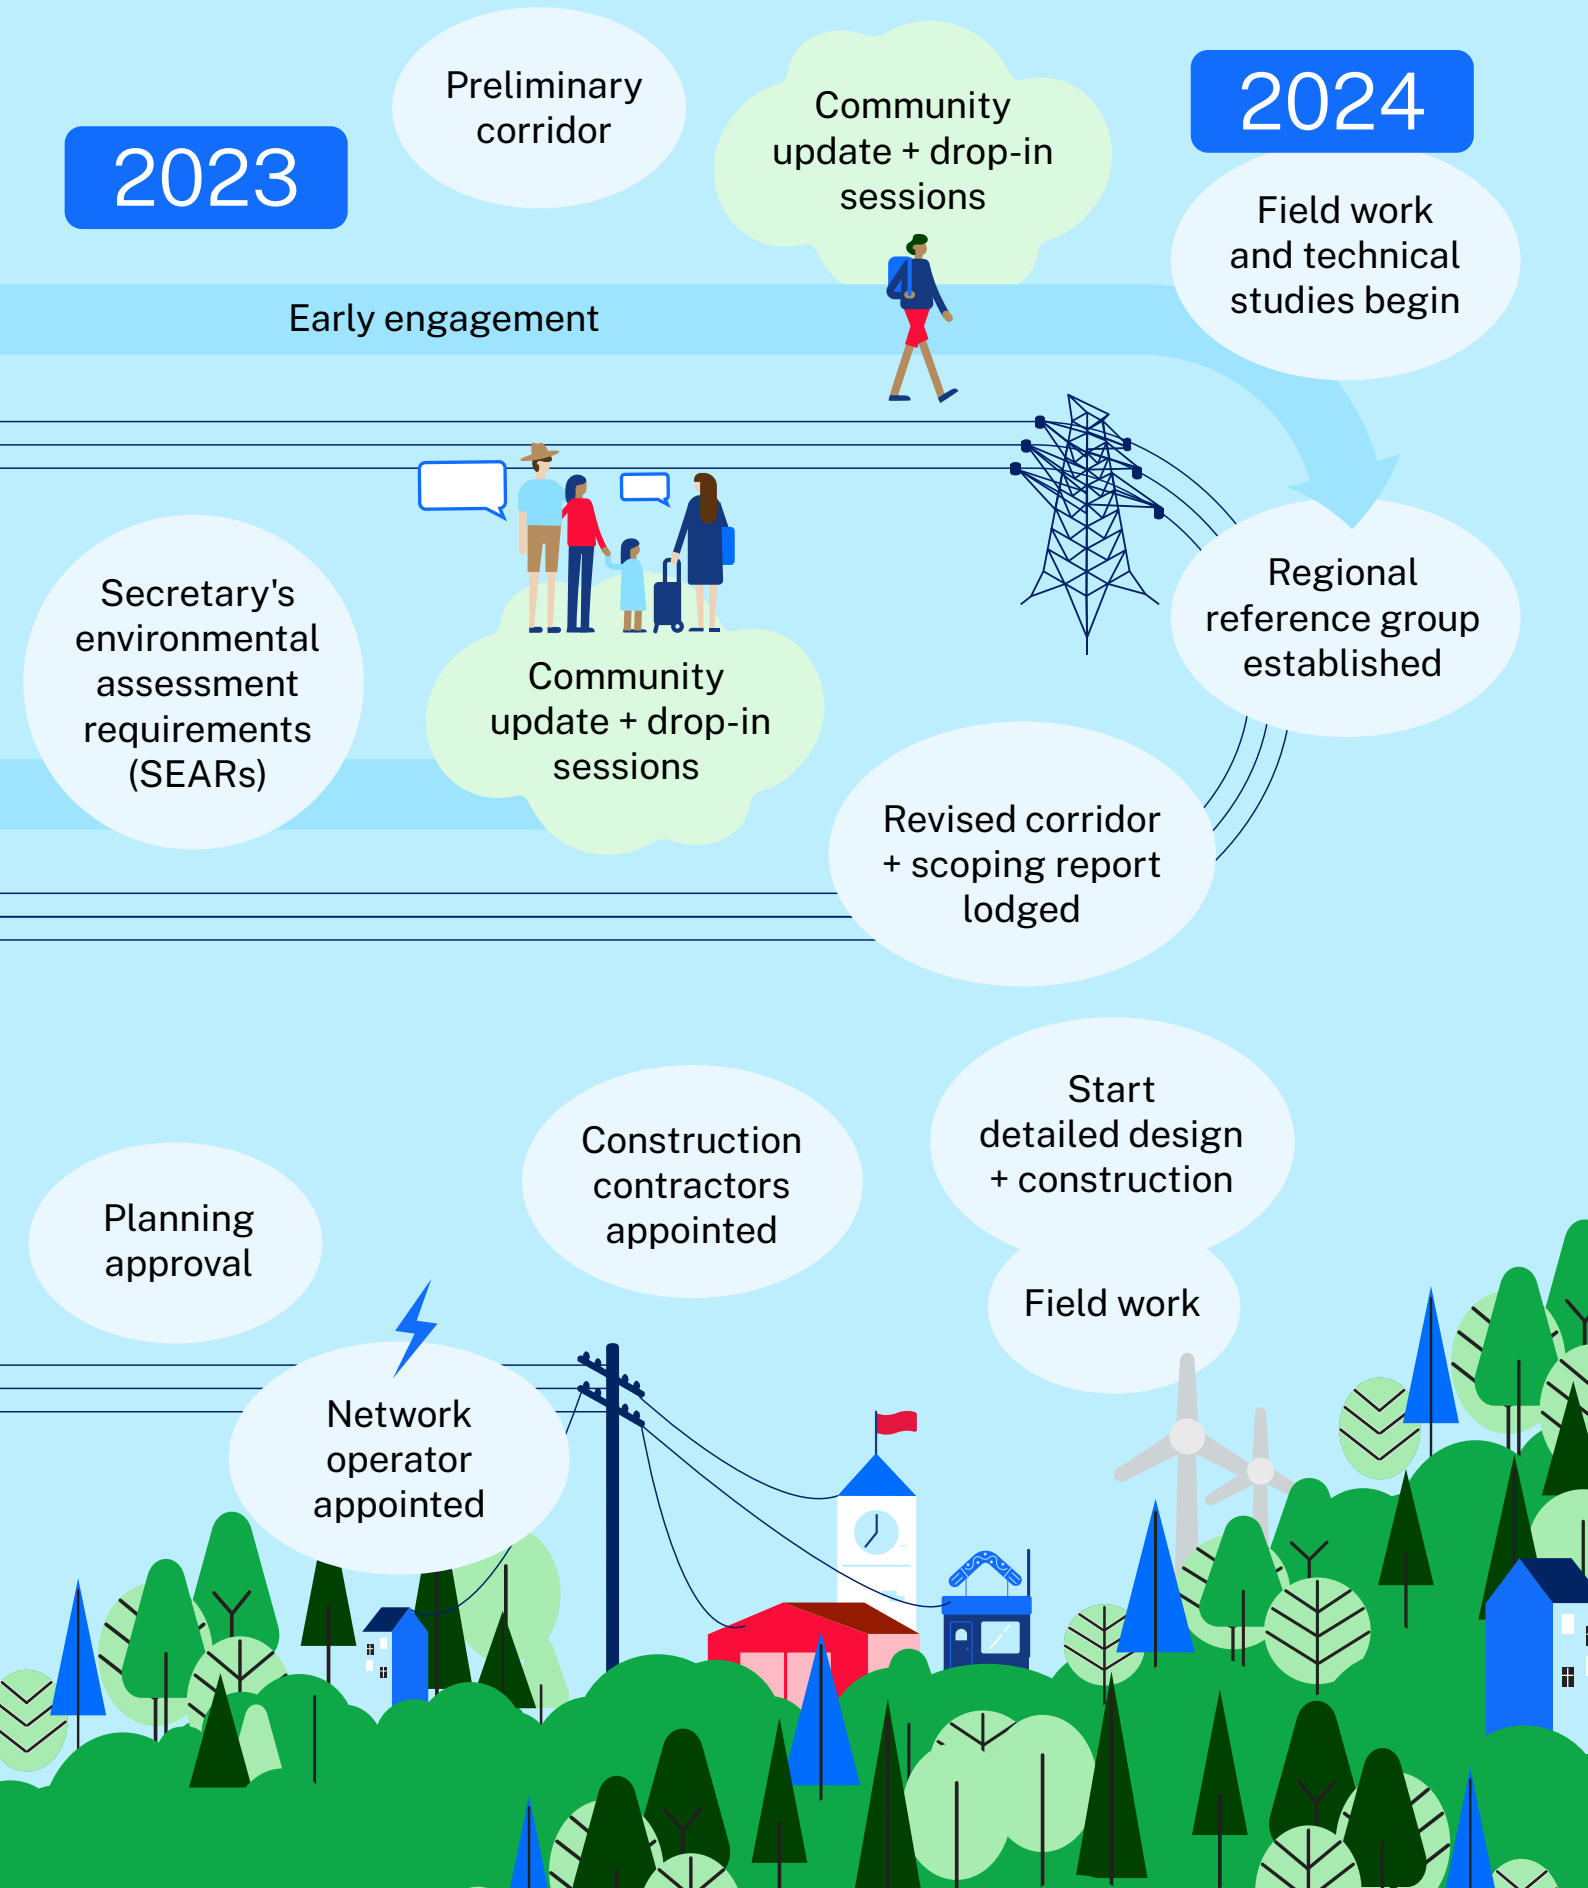 2023
Preliminary
corridor
Community
update + drop-in
sessions
2024
Field work
and technical
studies begin
Early engagement
Regional
reference group
established
Secretary's
environmental
assessment
requirements
(SEARs)
Community
update + drop-in
sessions
Revised corridor
+ scoping report
lodged
Start
detailed design
+ construction
Construction
contractors
appointed
Planning
approval
Field work
Network
operator
appointed